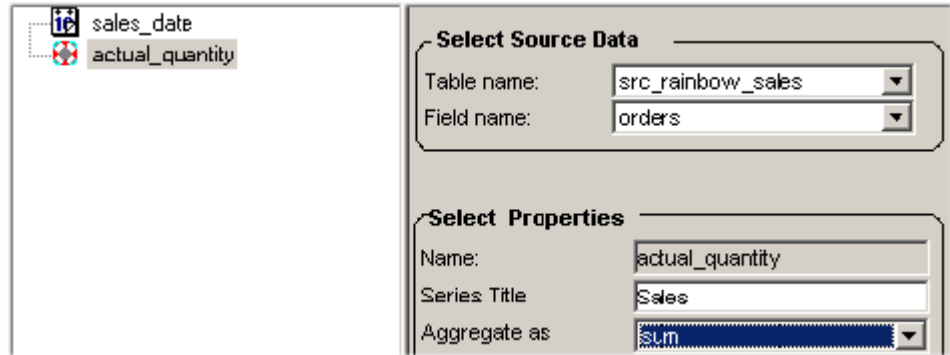 sales_date
actual_quantity
Select Source Data
Table name: src_rainbow_sales
Field name: orders
Select Properties
Name: actual_quantity
Series Title Sales
Aggregate as sum